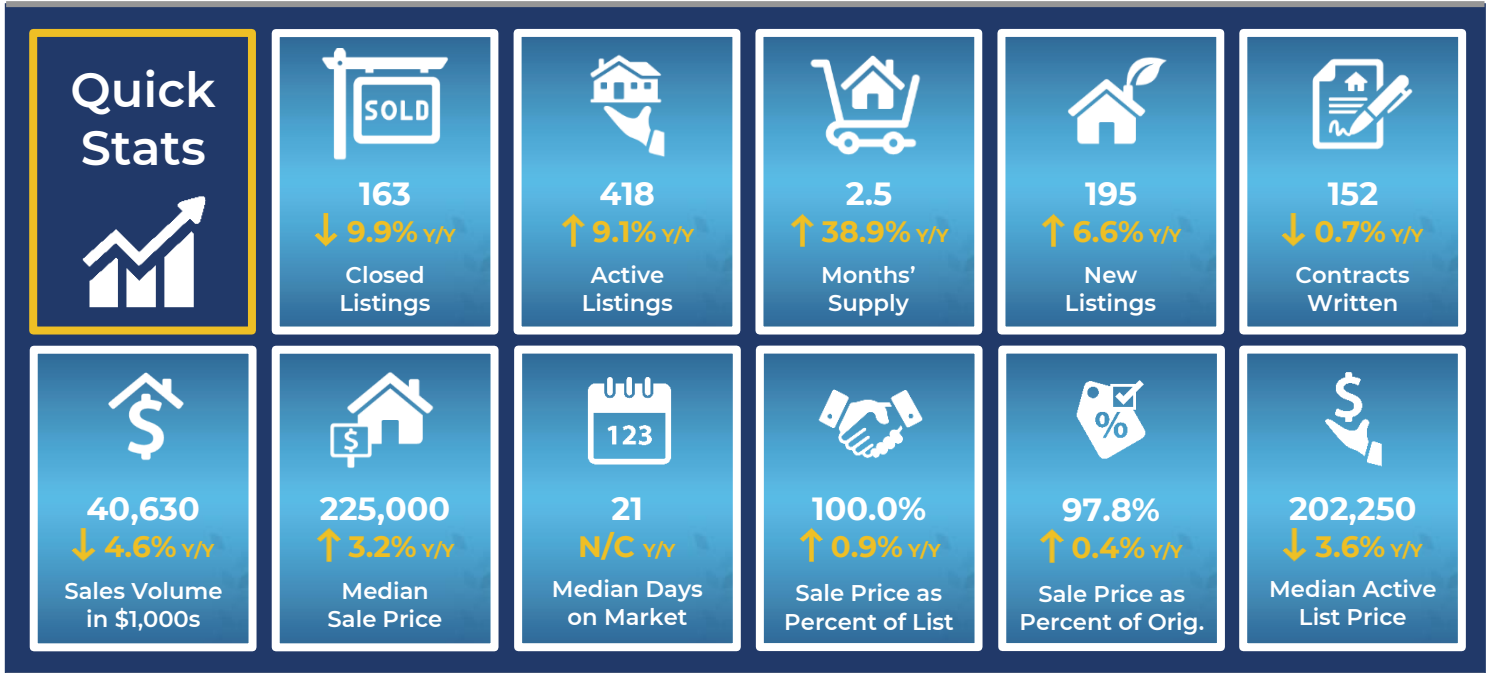 Quick
Stats
SOLD
163
↓ 9.9% Y/Y
Closed
Listings
418
↑ 9.1% Y/Y
Active
Listings
2.5
↑ 38.9% Y/Y
Months’
Supply
195
↑ 6.6% Y/Y
New
Listings
152
↓ 0.7% Y/Y
Contracts
Written
$
40,630
↓ 4.6% Y/Y
Sales Volume
in $1,000s
$
225,000
↑ 3.2% Y/Y
Median
Sale Price
123
21
N/C Y/Y
Median Days
on Market
100.0%
↑ 0.9% Y/Y
Sale Price as
Percent of List
%
97.8%
↑ 0.4% Y/Y
Sale Price as
Percent of Orig.
$
202,250
↓ 3.6% Y/Y
Median Active
List Price